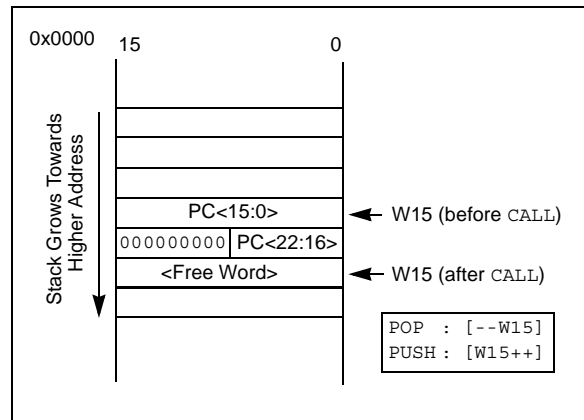 0x0000
15 0
Stack Grows Towards
Higher Address
PC<15:0>
W15 (before CALL)
000000000 PC<22:16>
<Free Word>
W15 (after CALL)
POP : [--W15]
PUSH : [W15++]